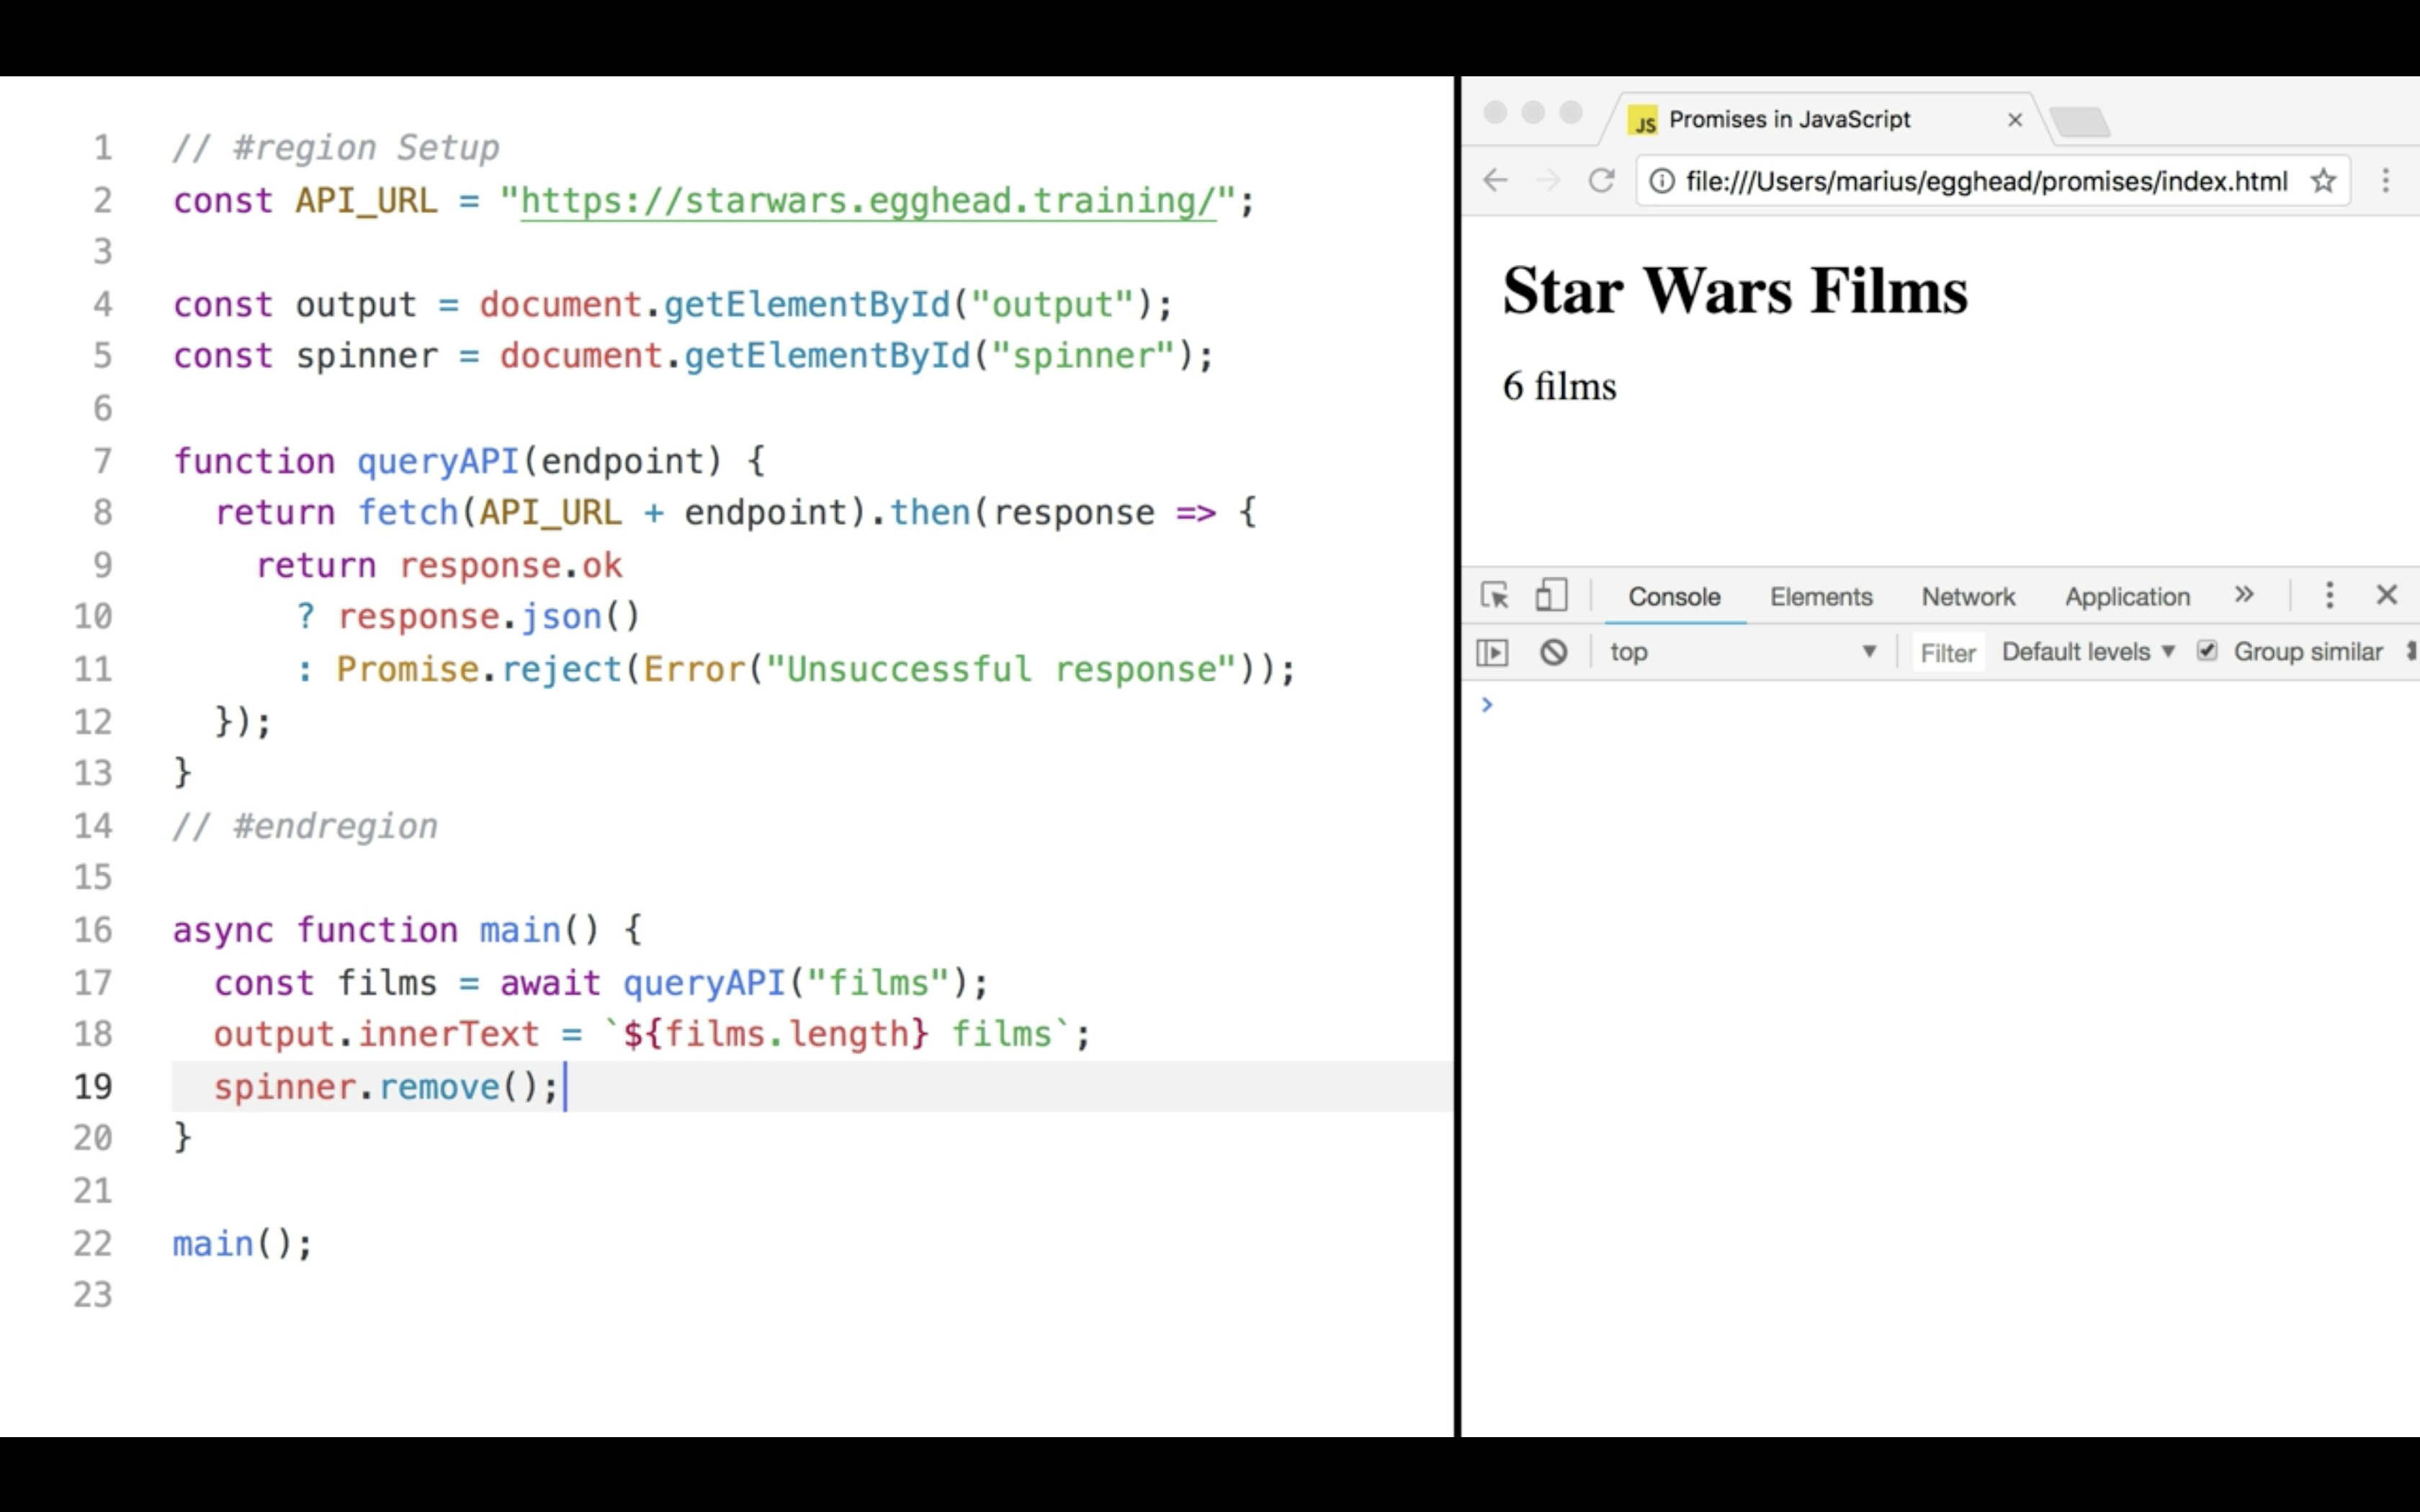 1 // #region Setup
2 const API_URL = "https://starwars.egghead.training/";
3
4 const output = document.getElementById("output");
5 const spinner = document.getElementById("spinner");
6
7 function queryAPI(endpoint) {
8   return fetch(API_URL + endpoint).then(response => {
9     return response.ok
10       ? response.json()
11       : Promise.reject(Error("Unsuccessful response"));
12   });
13 }
14 // #endregion
15
16 async function main() {
17   const films = await queryAPI("films");
18   output.innerText = `${films.length} films`;
19   spinner.remove();
20 }
21
22 main();
23
JS Promises in JavaScript
file:///Users/marius/egghead/promises/index.html
Star Wars Films
6 films
Console Elements Network Application
top Filter Default levels Group similar